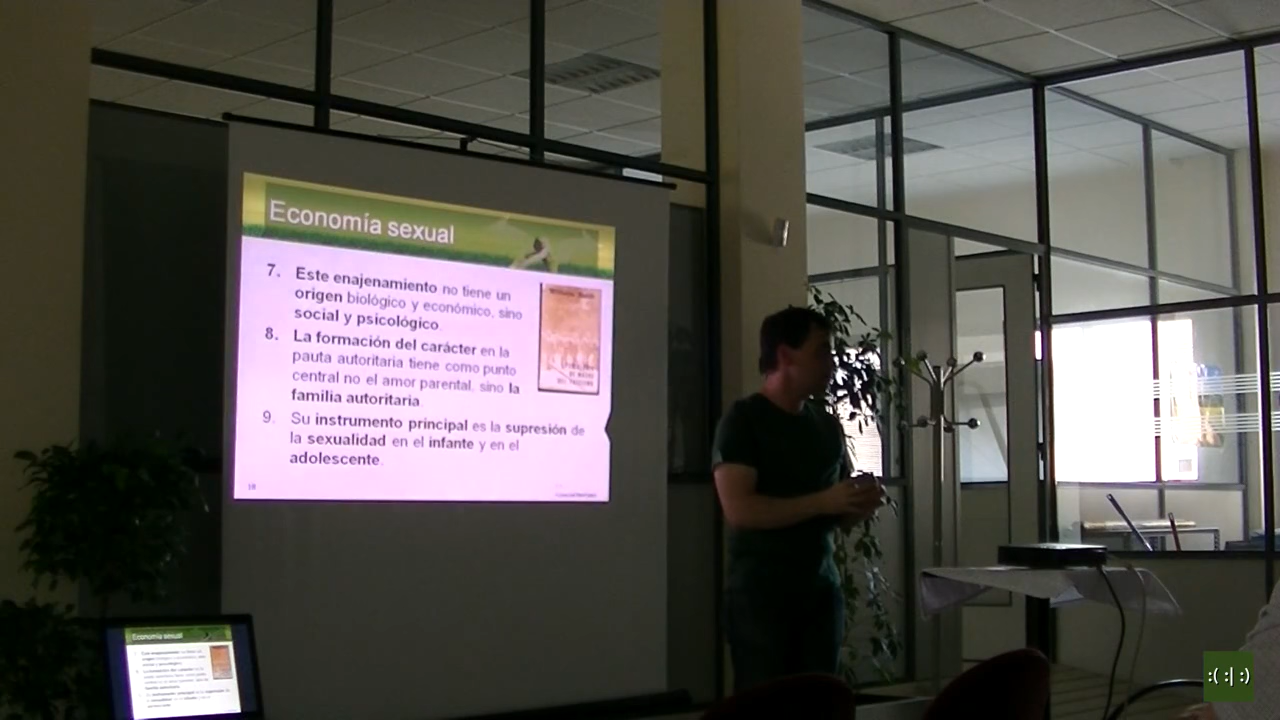 Economía sexual
7. Este enajenamiento no tiene un
origen biológico y económico, sino
social y psicológico.
8. La formación del carácter en la
pauta autoritaria tiene como punto
central no el amor parental, sino la
familia autoritaria.
9. Su instrumento principal es la supresión de
la sexualidad en el infante y en el
adolescente.
Economía sexual
:( :| :)